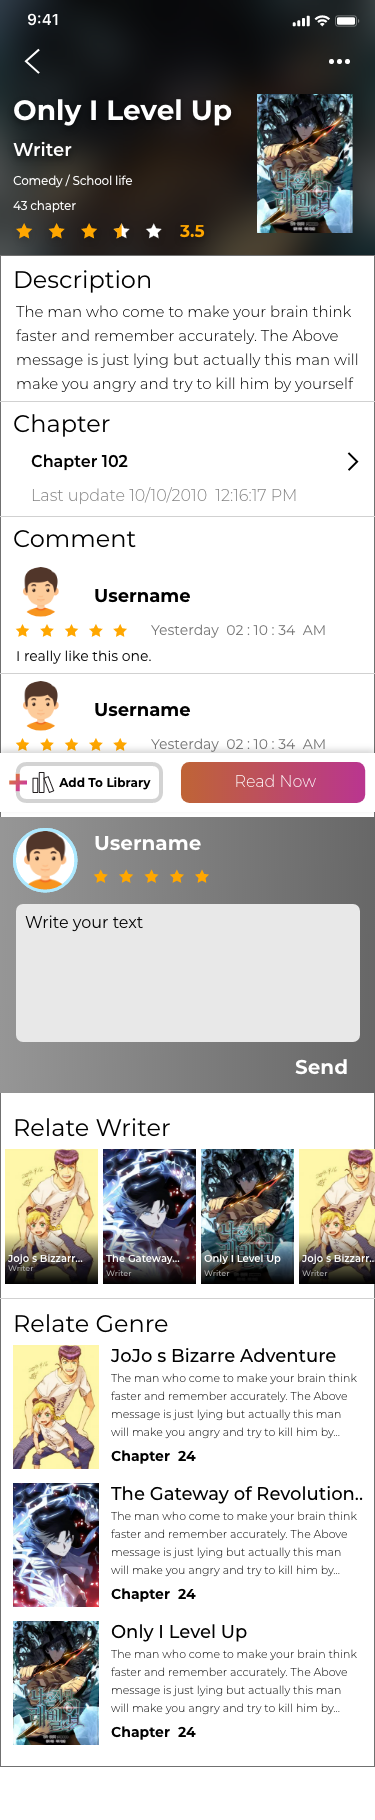 9:41
Only I Level Up
Writer
Comedy / School life
43 chapter
3.5
Description
The man who come to make your brain think
faster and remember accurately. The Above
message is just lying but actually this man will
make you angry and try to kill him by yourself
Chapter
Chapter 102
Last update 10/10/2010 12:16:17 PM
Comment
Username
Yesterday 02 : 10 : 34 AM
I really like this one.
Username
Yesterday 02 : 10 : 34 AM
Add To Library
Read Now
Username
Write your text
Send
Relate Writer
Jojo s Bizzarr...
Writer
The Gateway...
Writer
Only I Level Up
Writer
Jojo s Bizzarr..
Writer
Relate Genre
JoJo s Bizarre Adventure
The man who come to make your brain think
faster and remember accurately. The Above
message is just lying but actually this man
will make you angry and try to kill him by...
Chapter 24
The Gateway of Revolution..
The man who come to make your brain think
faster and remember accurately. The Above
message is just lying but actually this man
will make you angry and try to kill him by...
Chapter 24
Only I Level Up
The man who come to make your brain think
faster and remember accurately. The Above
message is just lying but actually this man
will make you angry and try to kill him by...
Chapter 24